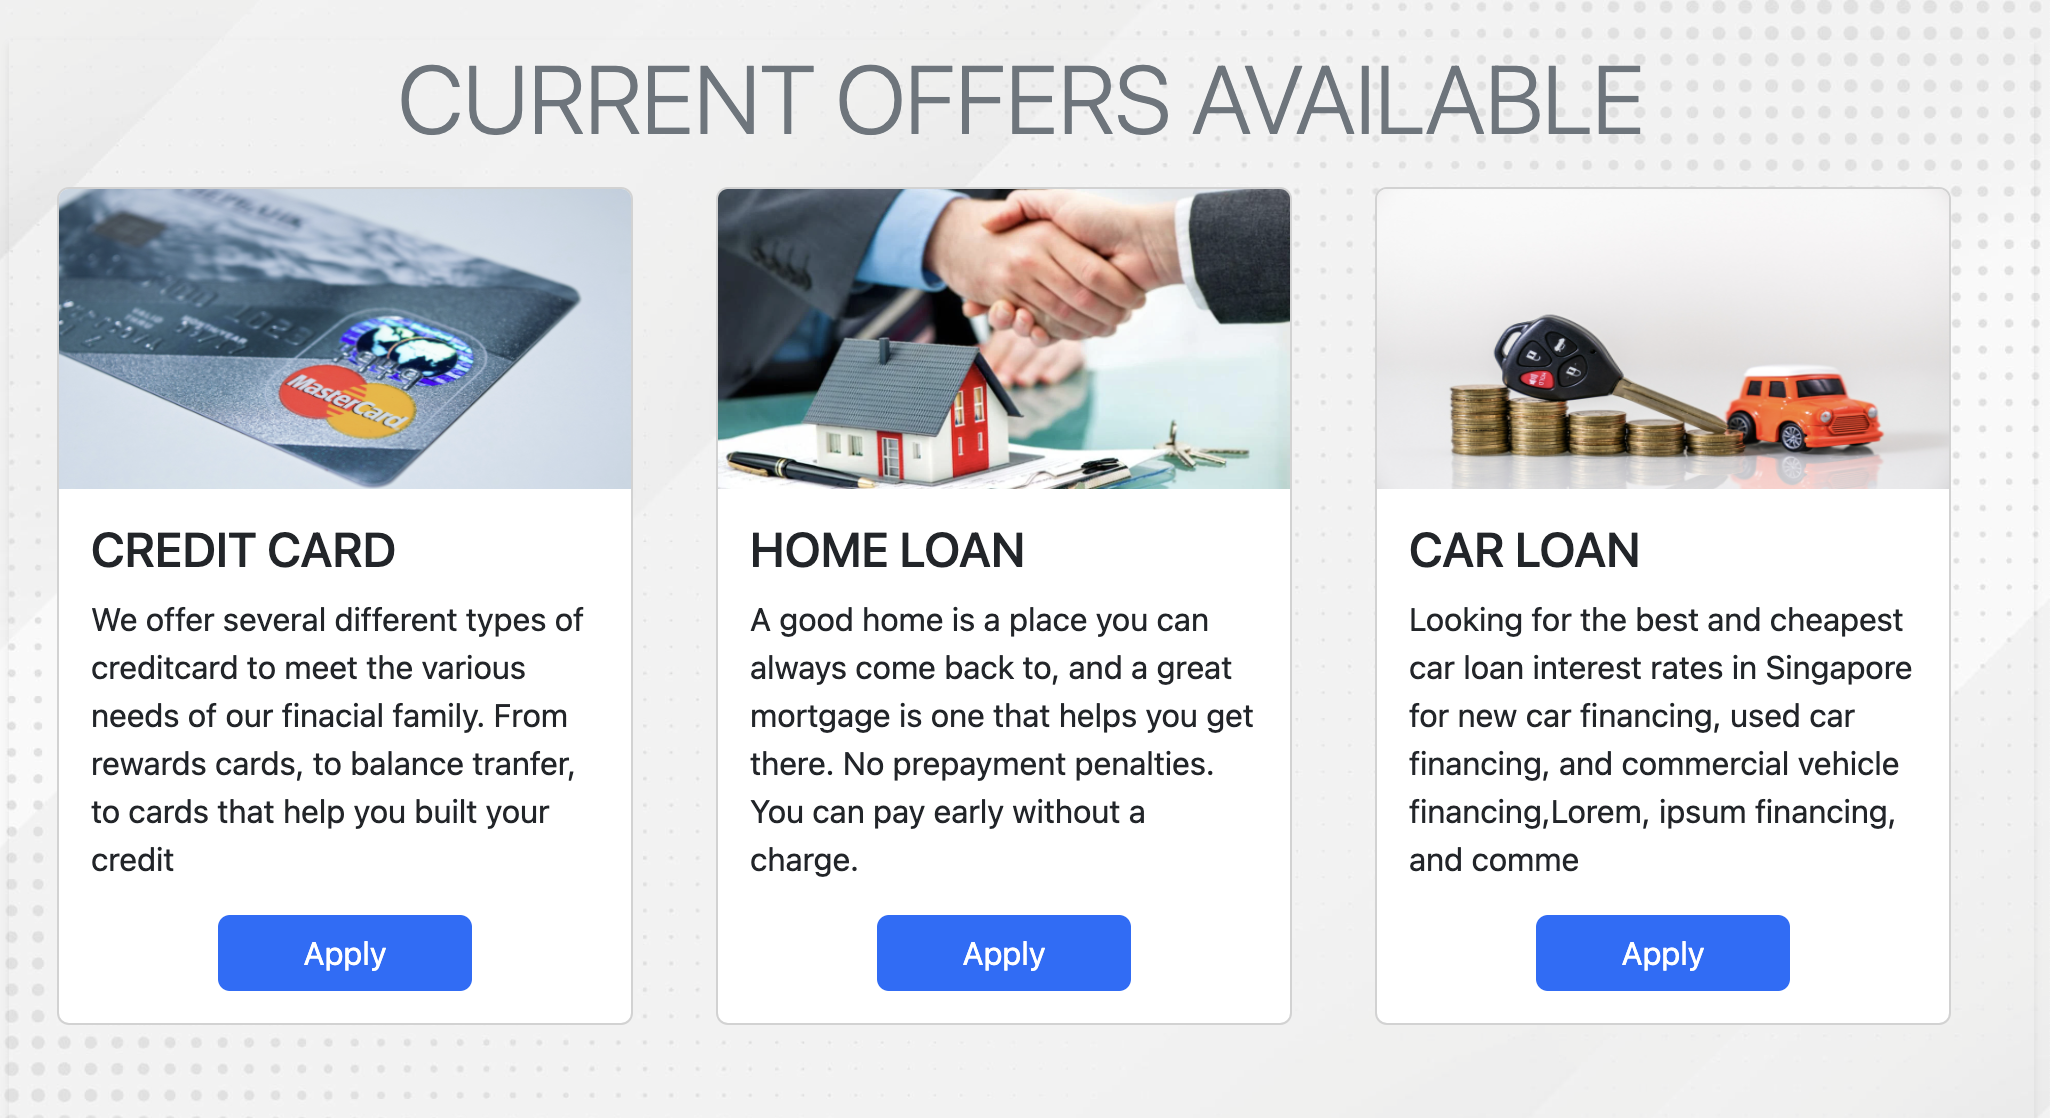 CURRENT OFFERS AVAILABLE
MasterCard
CREDIT CARD
We offer several different types of
creditcard to meet the various
needs of our finacial family. From
rewards cards, to balance tranfer,
to cards that help you built your
credit
Apply
HOME LOAN
A good home is a place you can
always come back to, and a great
mortgage is one that helps you get
there. No prepayment penalties.
You can pay early without a
charge.
Apply
CAR LOAN
Looking for the best and cheapest
car loan interest rates in Singapore
for new car financing, used car
financing, and commercial vehicle
financing,Lorem, ipsum financing,
and comme
Apply